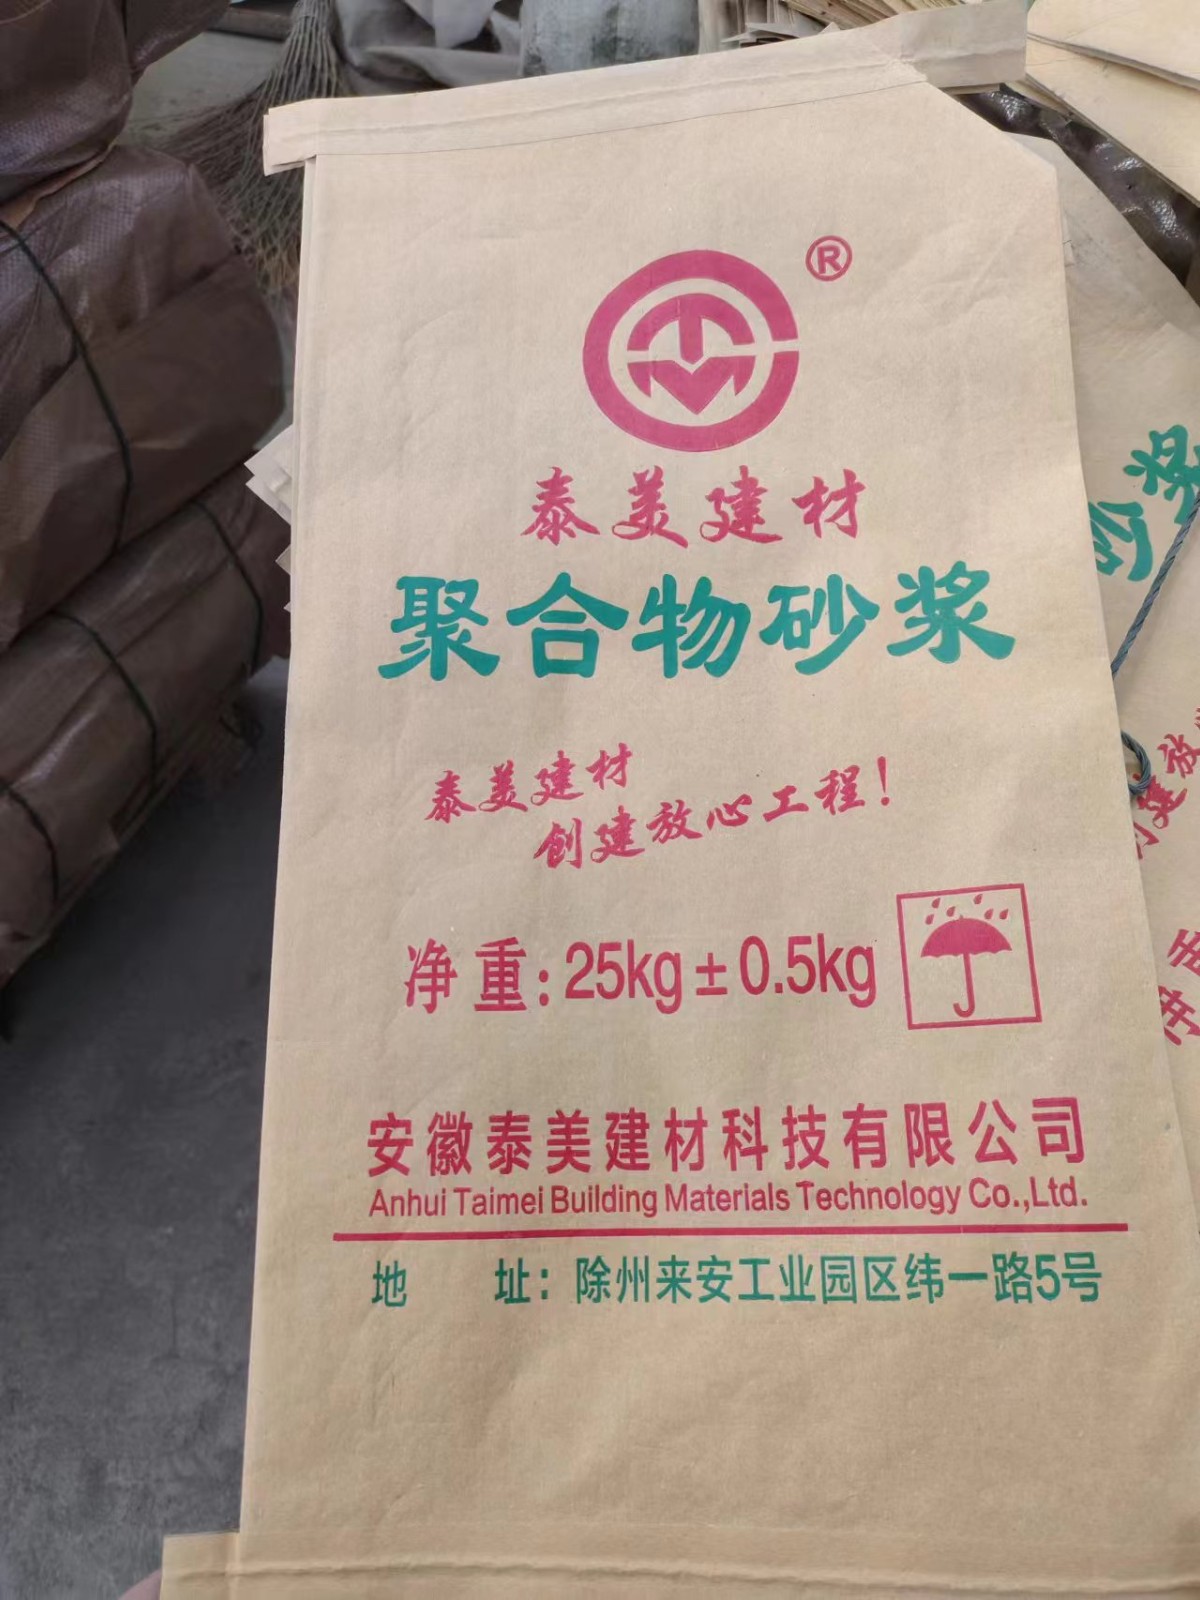 ®
泰美建材
聚合物砂浆
泰美建材
创建放心工程!
净重:25kg±0.5kg
安徽泰美建材科技有限公司
Anhui Taimei Building Materials Technology Co.,Ltd.
地 址:除州来安工业园区纬一路5号